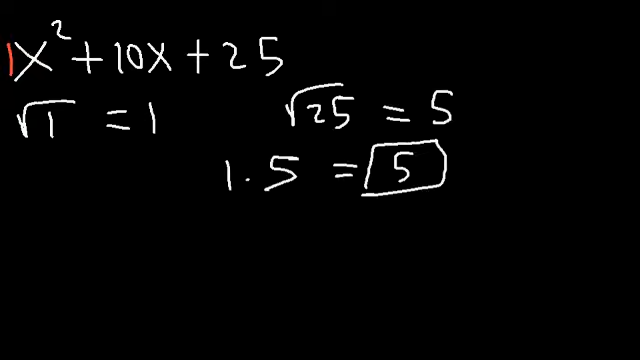 1x² + 10x + 25
√1 = 1 √25 = 5
1 · 5 = 5